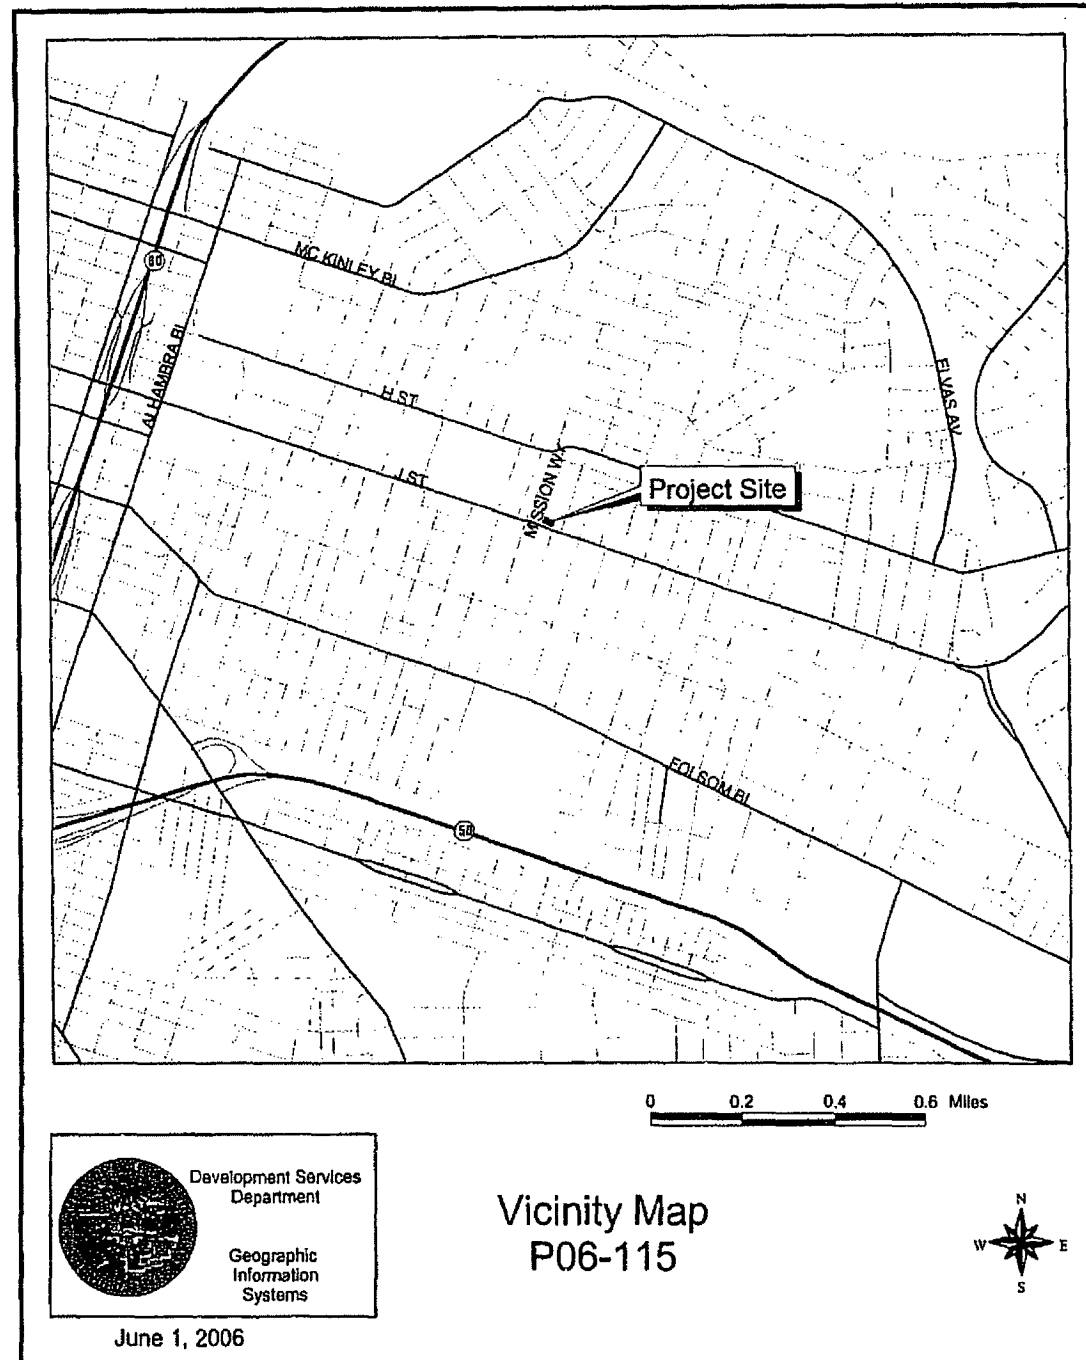 MC KINLEY BL
80
ALHAMBRA BL
H ST
J ST
MISSION WY
ELVAS AV
Project Site
FOLSOM BL
50
0 0.2 0.4 0.6 Miles
Development Services
Department
Geographic
Information
Systems
Vicinity Map
P06-115
N
W E
S
June 1, 2006